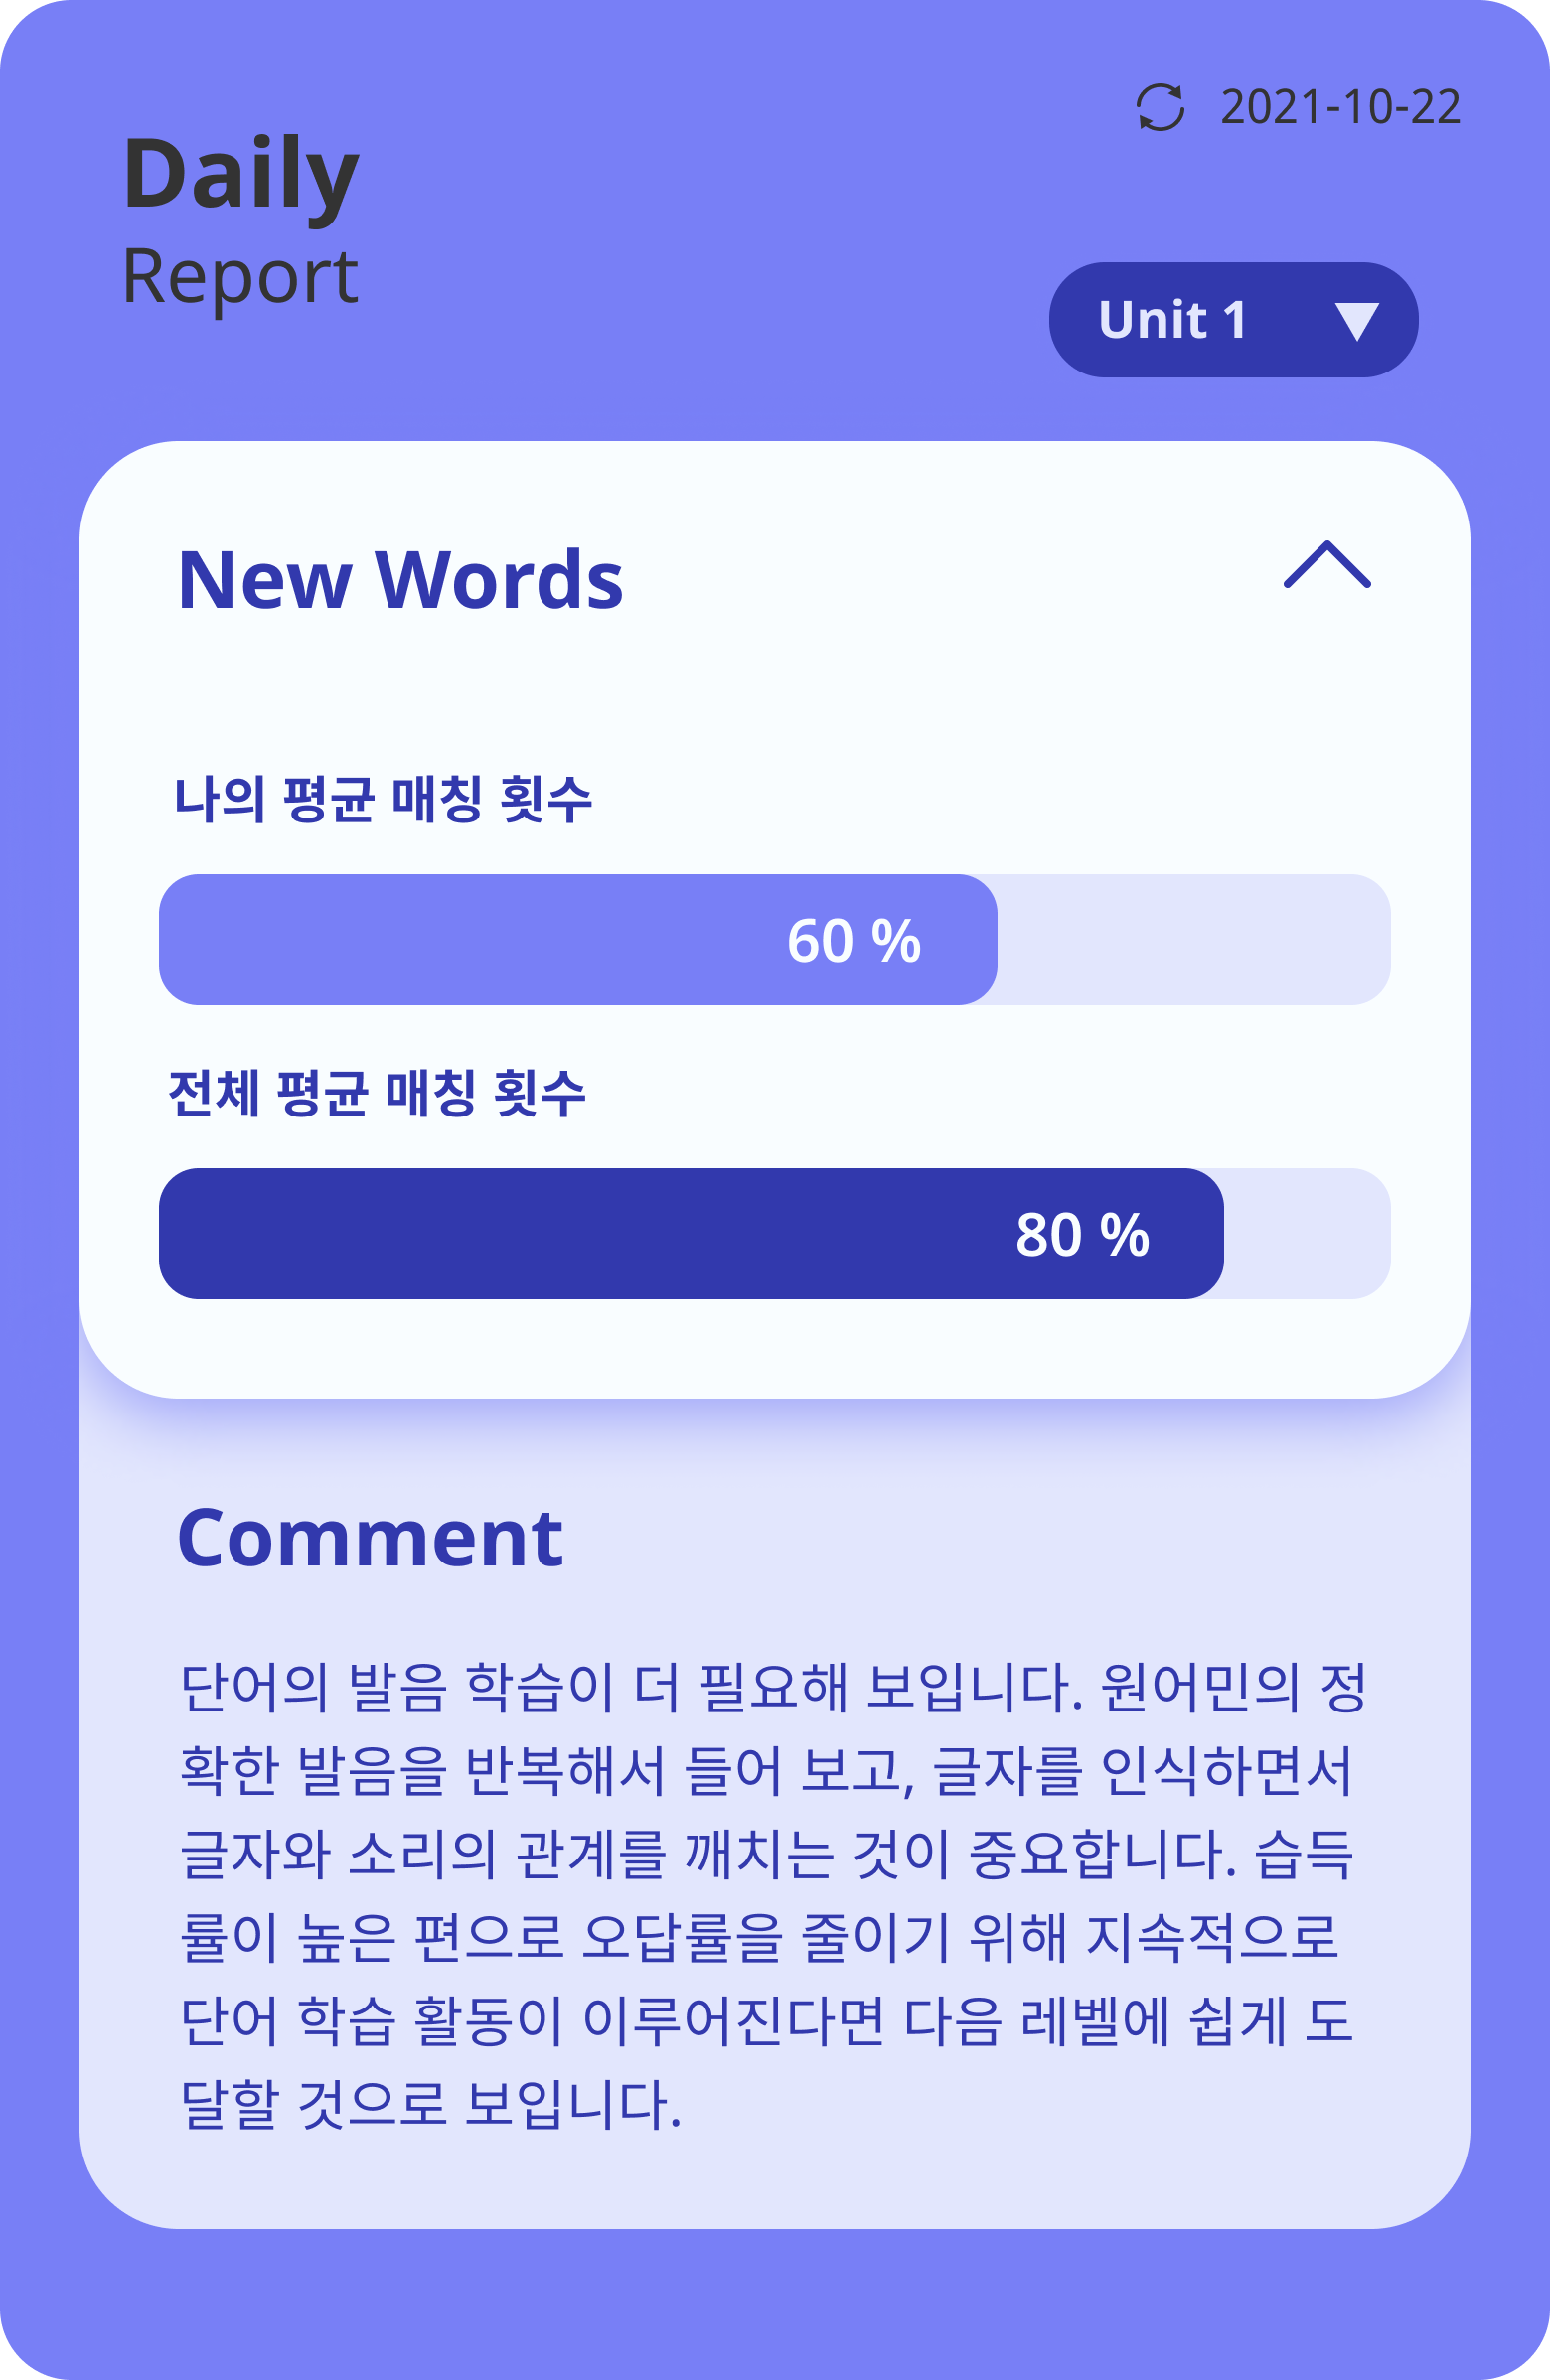 2021-10-22
Daily
Report
Unit 1
New Words
나의 평균 매칭 횟수
60 %
전체 평균 매칭 횟수
80 %
Comment
단어의 발음 학습이 더 필요해 보입니다. 원어민의 정
확한 발음을 반복해서 들어 보고, 글자를 인식하면서
글자와 소리의 관계를 깨치는 것이 중요합니다. 습득
률이 높은 편으로 오답률을 줄이기 위해 지속적으로
단어 학습 활동이 이루어진다면 다음 레벨에 쉽게 도
달할 것으로 보입니다.